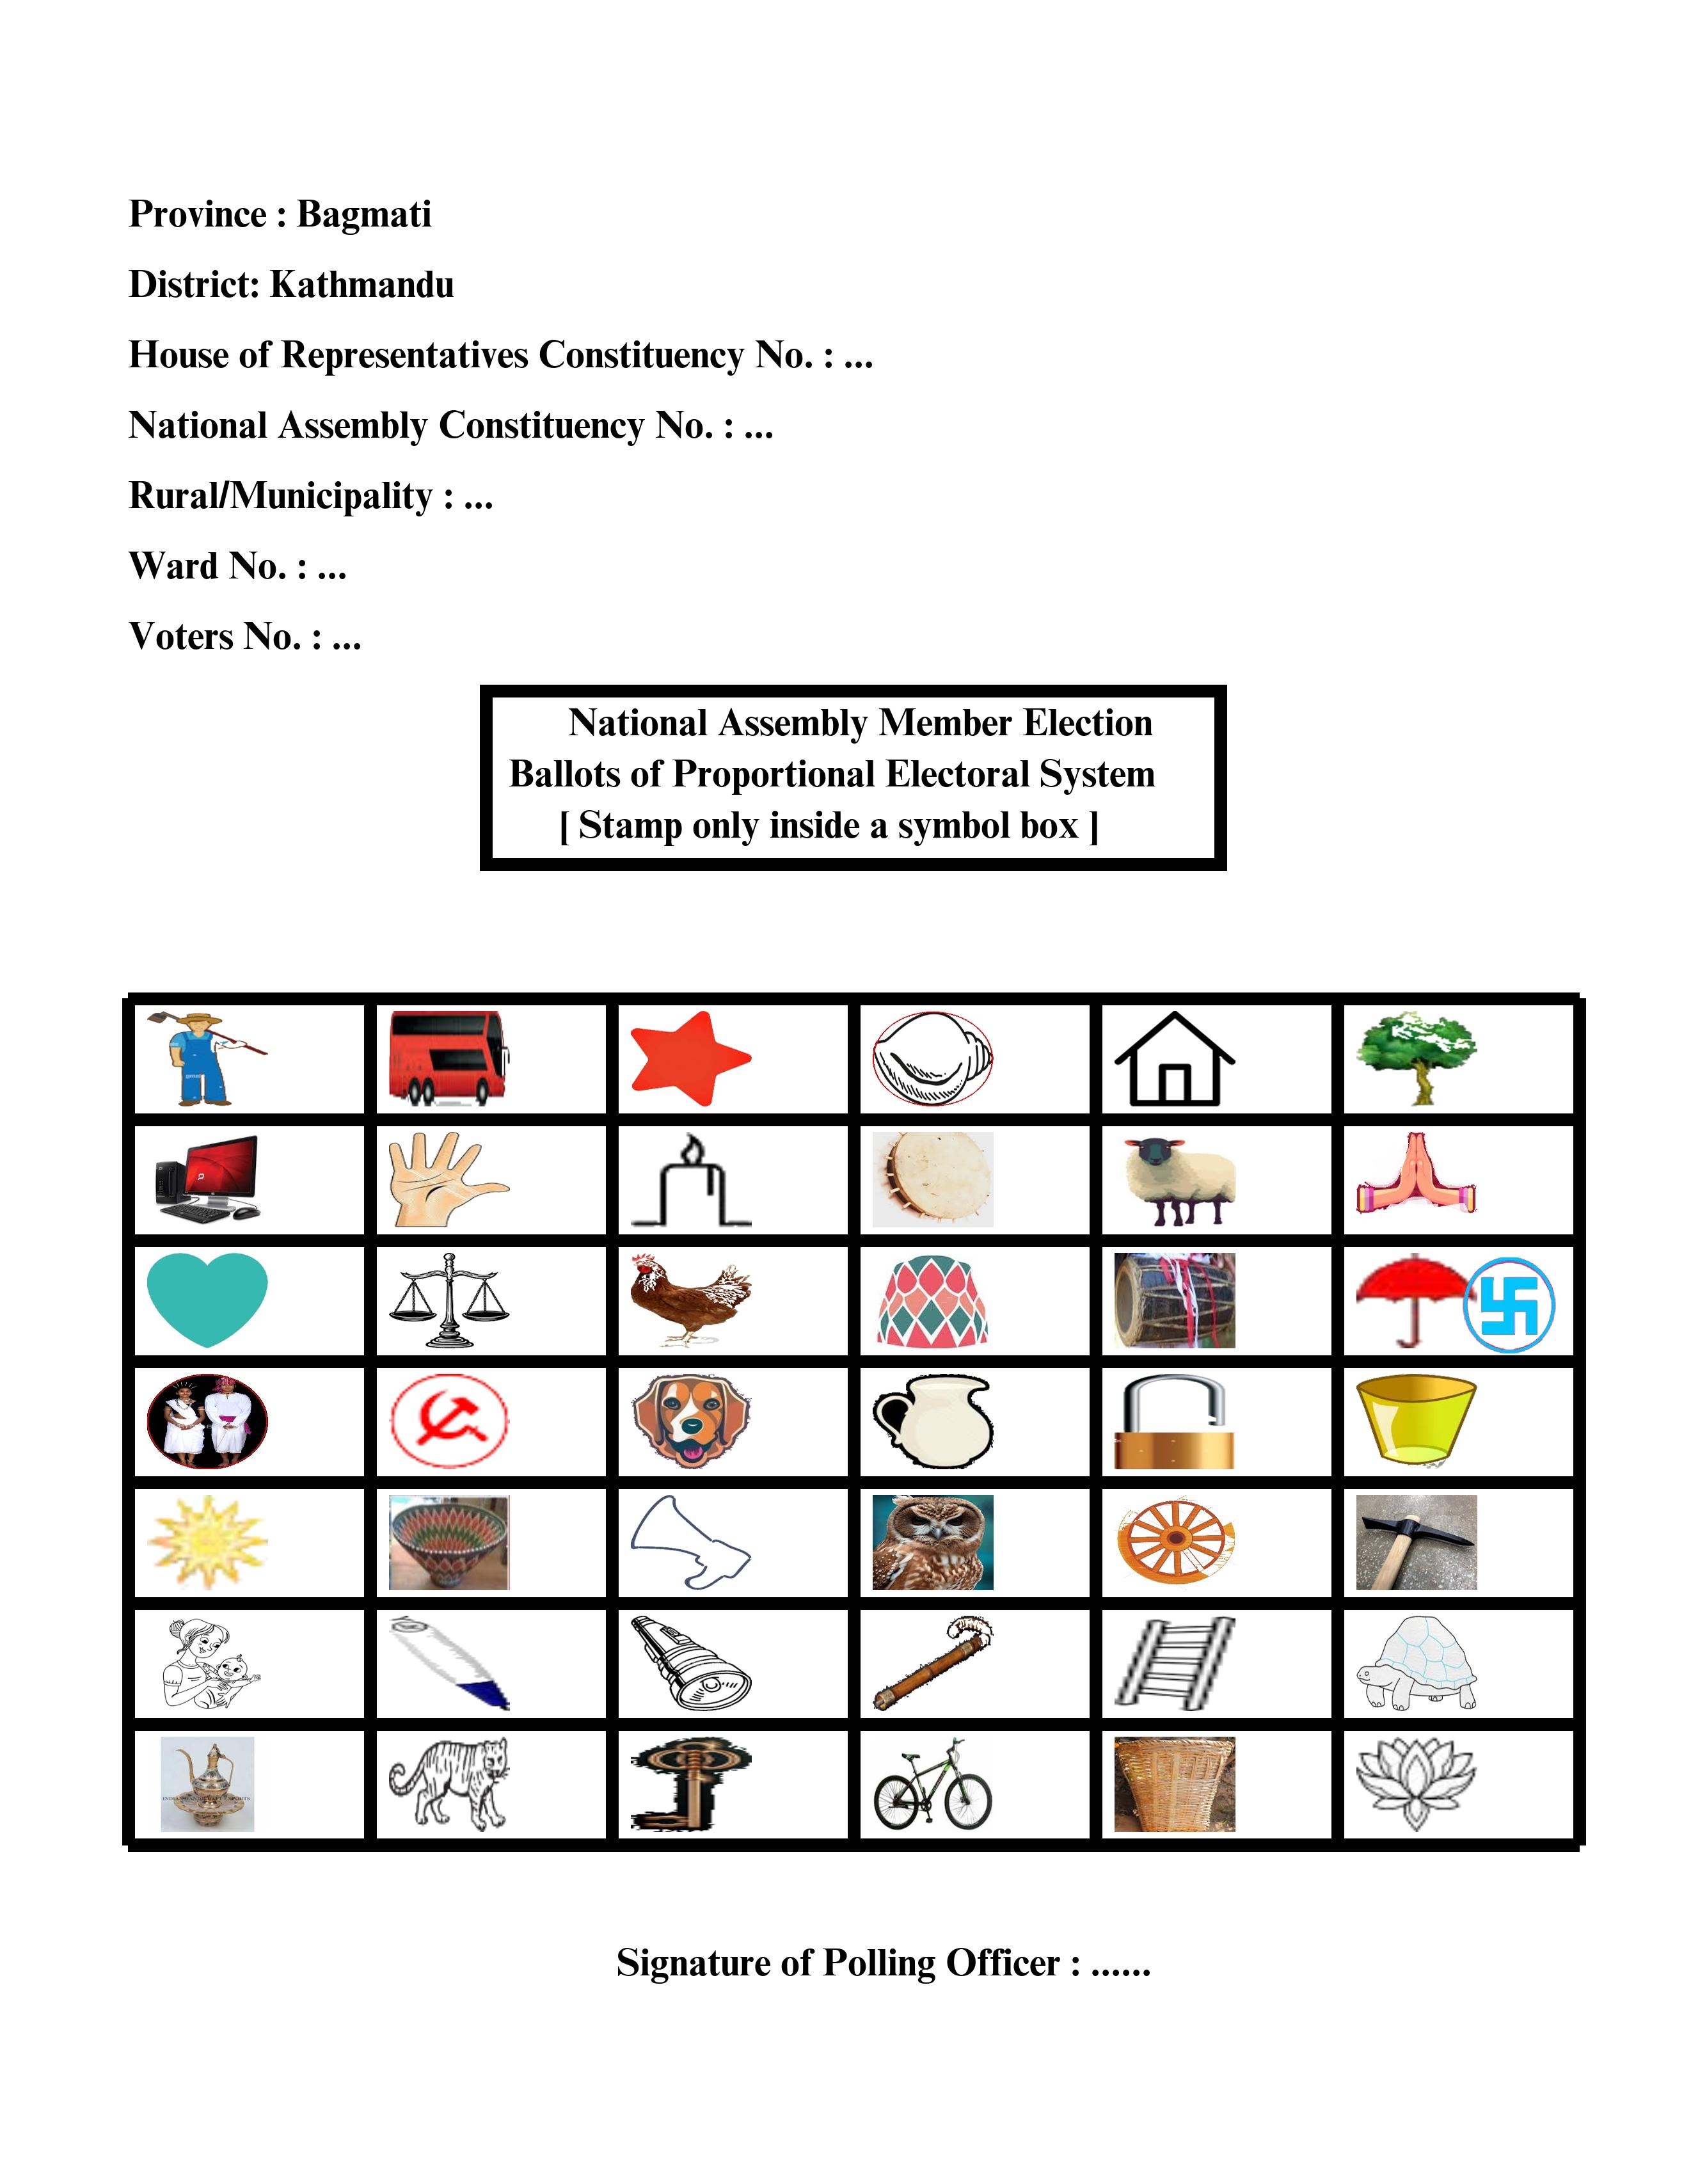 Province : Bagmati
District: Kathmandu
House of Representatives Constituency No. : ...
National Assembly Constituency No. : ...
Rural/Municipality : ...
Ward No. : ...
Voters No. : ...
National Assembly Member Election
Ballots of Proportional Electoral System
[ Stamp only inside a symbol box ]
Signature of Polling Officer : ......